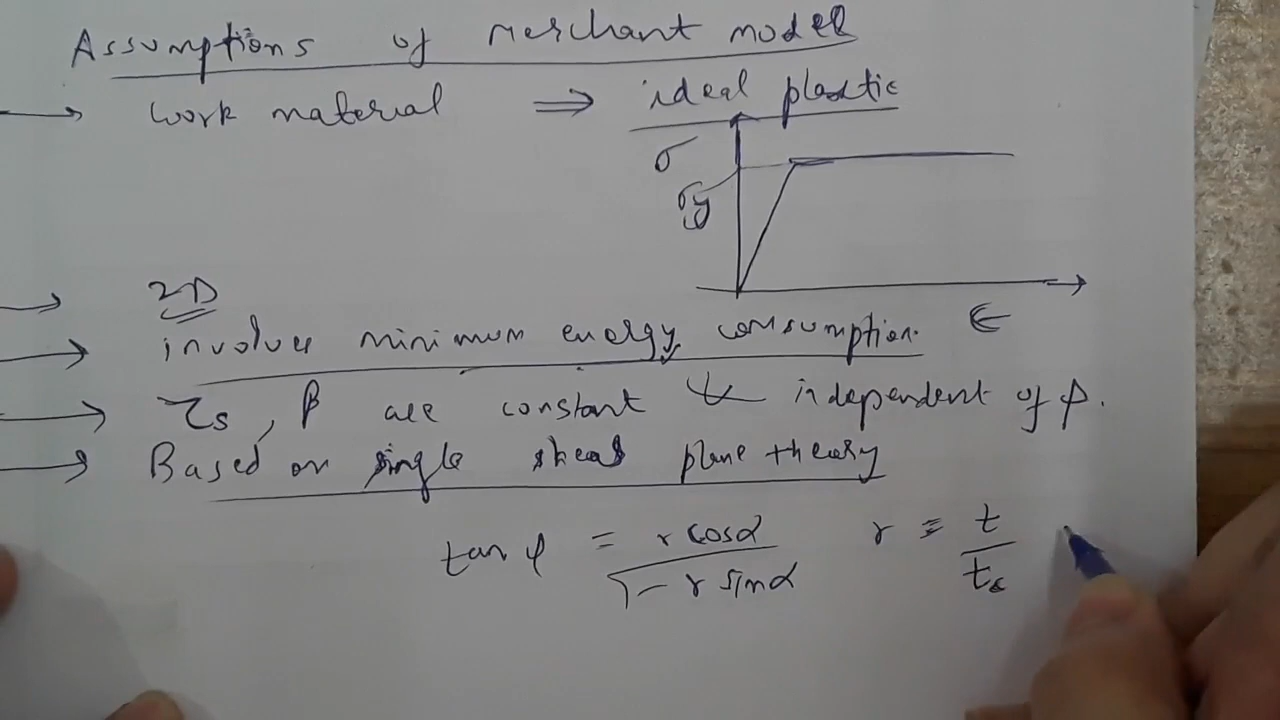 Assumptions of merchant model
→ work material ⇒ ideal plastic
σ
σy
→ 2D
→ involves minimum energy consumption. ϵ
→ τs, β are constant & independent of φ.
→ Based on single shear plane theory
tan φ = r cosα / 1 - r sinα r = t / tc